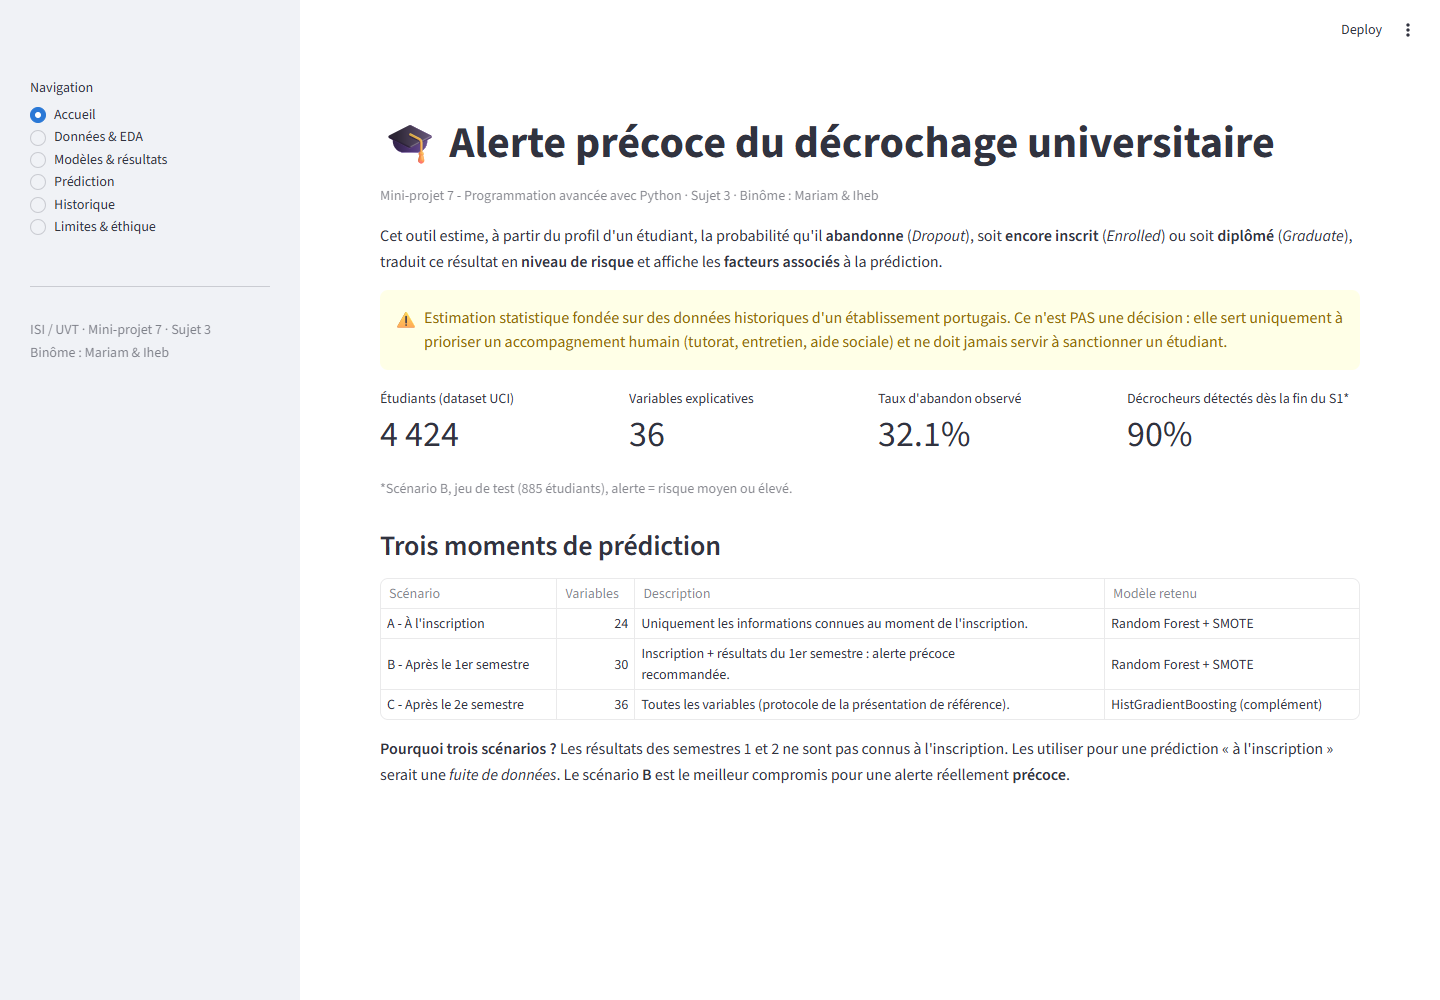 Deploy
Navigation
Accueil
Données & EDA
Modèles & résultats
Prédiction
Historique
Limites & éthique
ISI / UVT · Mini-projet 7 · Sujet 3
Binôme : Mariam & Iheb
Alerte précoce du décrochage universitaire
Mini-projet 7 - Programmation avancée avec Python · Sujet 3 · Binôme : Mariam & Iheb
Cet outil estime, à partir du profil d'un étudiant, la probabilité qu'il abandonne (Dropout), soit encore inscrit (Enrolled) ou soit diplômé (Graduate),
traduit ce résultat en niveau de risque et affiche les facteurs associés à la prédiction.
Estimation statistique fondée sur des données historiques d'un établissement portugais. Ce n'est PAS une décision : elle sert uniquement à
prioriser un accompagnement humain (tutorat, entretien, aide sociale) et ne doit jamais servir à sanctionner un étudiant.
Étudiants (dataset UCI)
4 424
Variables explicatives
36
Taux d'abandon observé
32.1%
Décrocheurs détectés dès la fin du S1*
90%
*Scénario B, jeu de test (885 étudiants), alerte = risque moyen ou élevé.
Trois moments de prédiction
Scénario Variables Description Modèle retenu
A - À l'inscription 24 Uniquement les informations connues au moment de l'inscription. Random Forest + SMOTE
B - Après le 1er semestre 30 Inscription + résultats du 1er semestre : alerte précoce
recommandée. Random Forest + SMOTE
C - Après le 2e semestre 36 Toutes les variables (protocole de la présentation de référence). HistGradientBoosting (complément)
Pourquoi trois scénarios ? Les résultats des semestres 1 et 2 ne sont pas connus à l'inscription. Les utiliser pour une prédiction « à l'inscription »
serait une fuite de données. Le scénario B est le meilleur compromis pour une alerte réellement précoce.